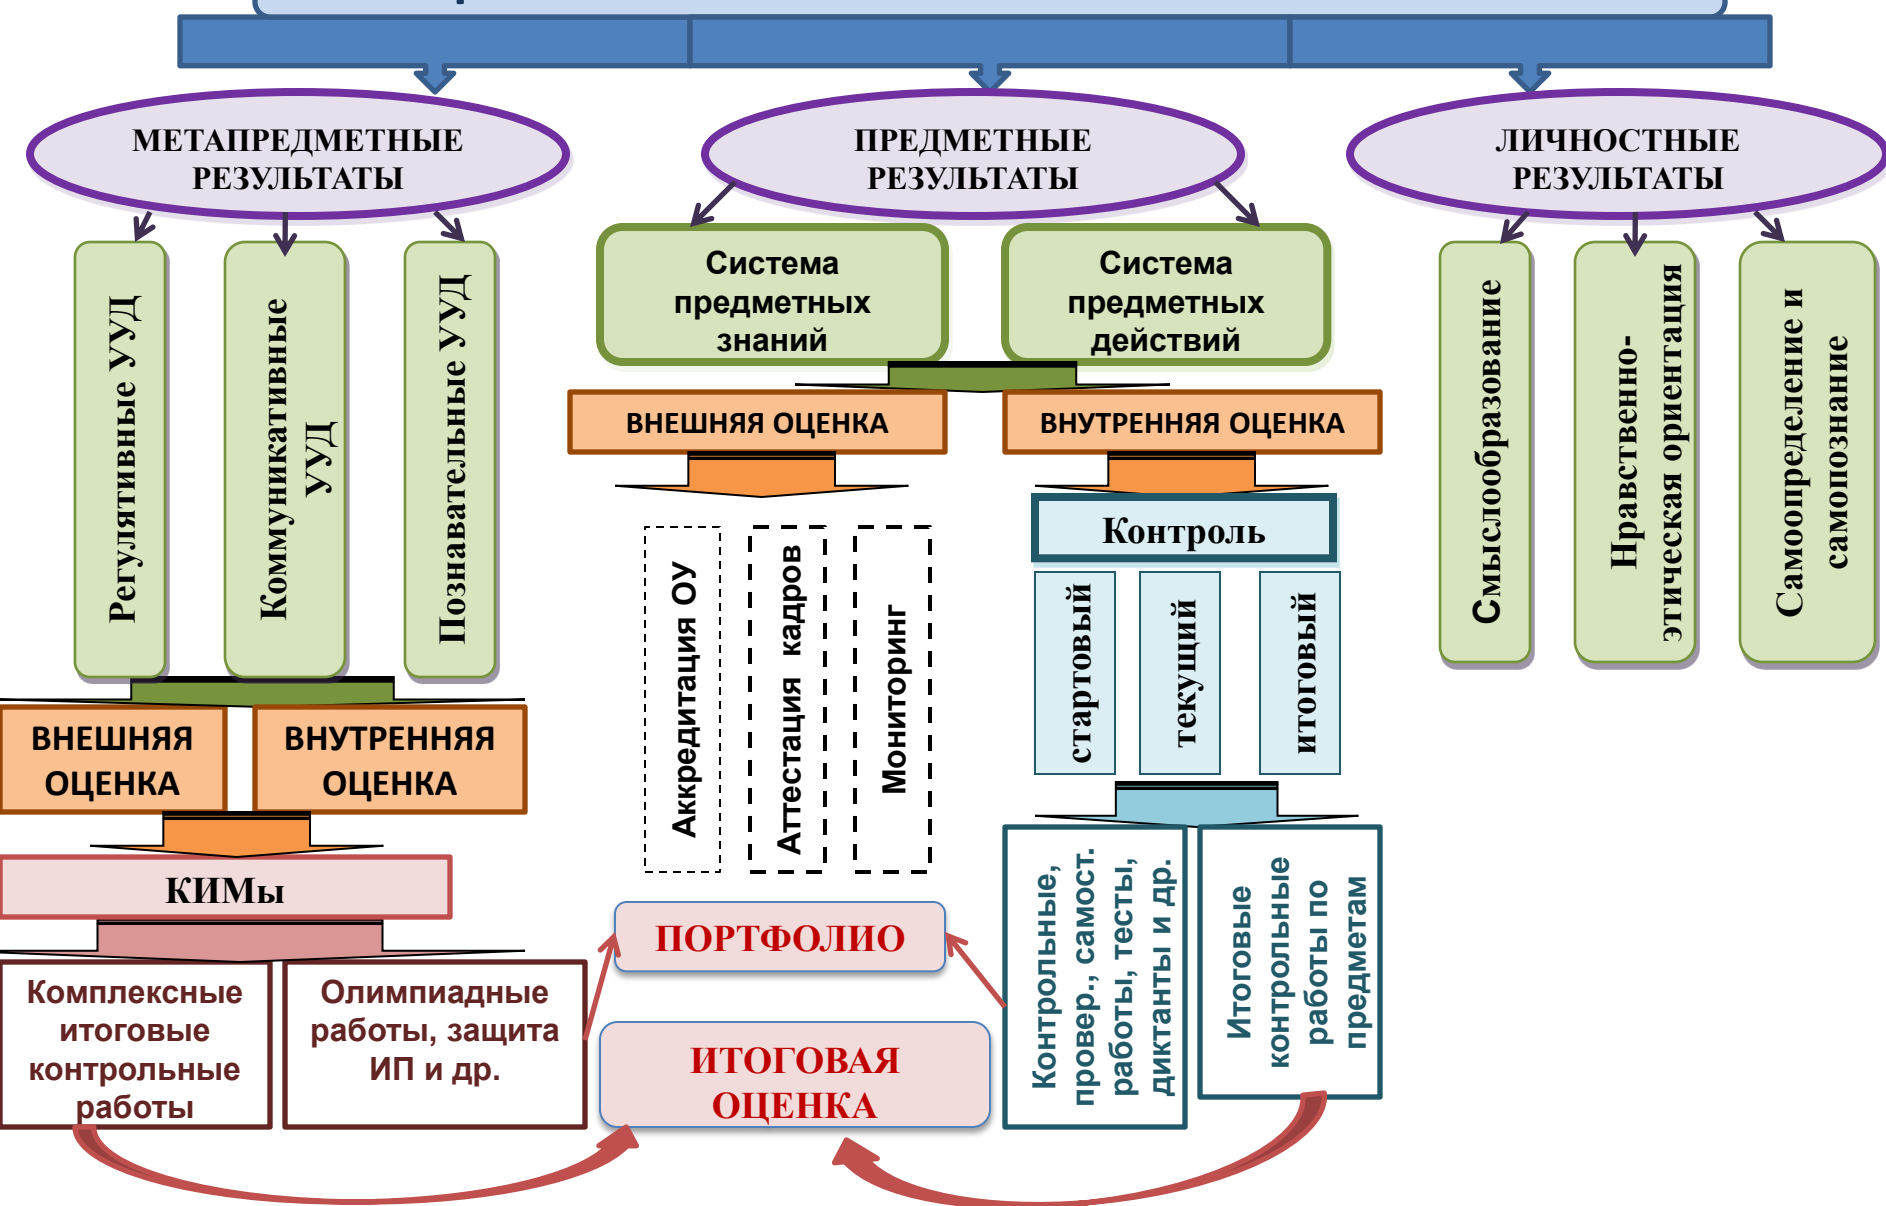 МЕТАПРЕДМЕТНЫЕ
РЕЗУЛЬТАТЫ
ПРЕДМЕТНЫЕ
РЕЗУЛЬТАТЫ
ЛИЧНОСТНЫЕ
РЕЗУЛЬТАТЫ
Регулятивные УУД
Коммуникативные
УУД
Познавательные УУД
Система
предметных
знаний
Система
предметных
действий
Смыслообразование
Нравственно-
этическая ориентация
Самоопределение и
самопознание
ВНЕШНЯЯ ОЦЕНКА
ВНУТРЕННЯЯ ОЦЕНКА
Контроль
Аккредитация ОУ
Аттестация кадров
Мониторинг
стартовый
текущий
итоговый
ВНЕШНЯЯ
ОЦЕНКА
ВНУТРЕННЯЯ
ОЦЕНКА
КИМы
Комплексные
итоговые
контрольные
работы
Олимпиадные
работы, защита
ИП и др.
ПОРТФОЛИО
ИТОГОВАЯ
ОЦЕНКА
Контрольные,
провер., самост.
работы, тесты,
диктанты и др.
Итоговые
контрольные
работы по
предметам